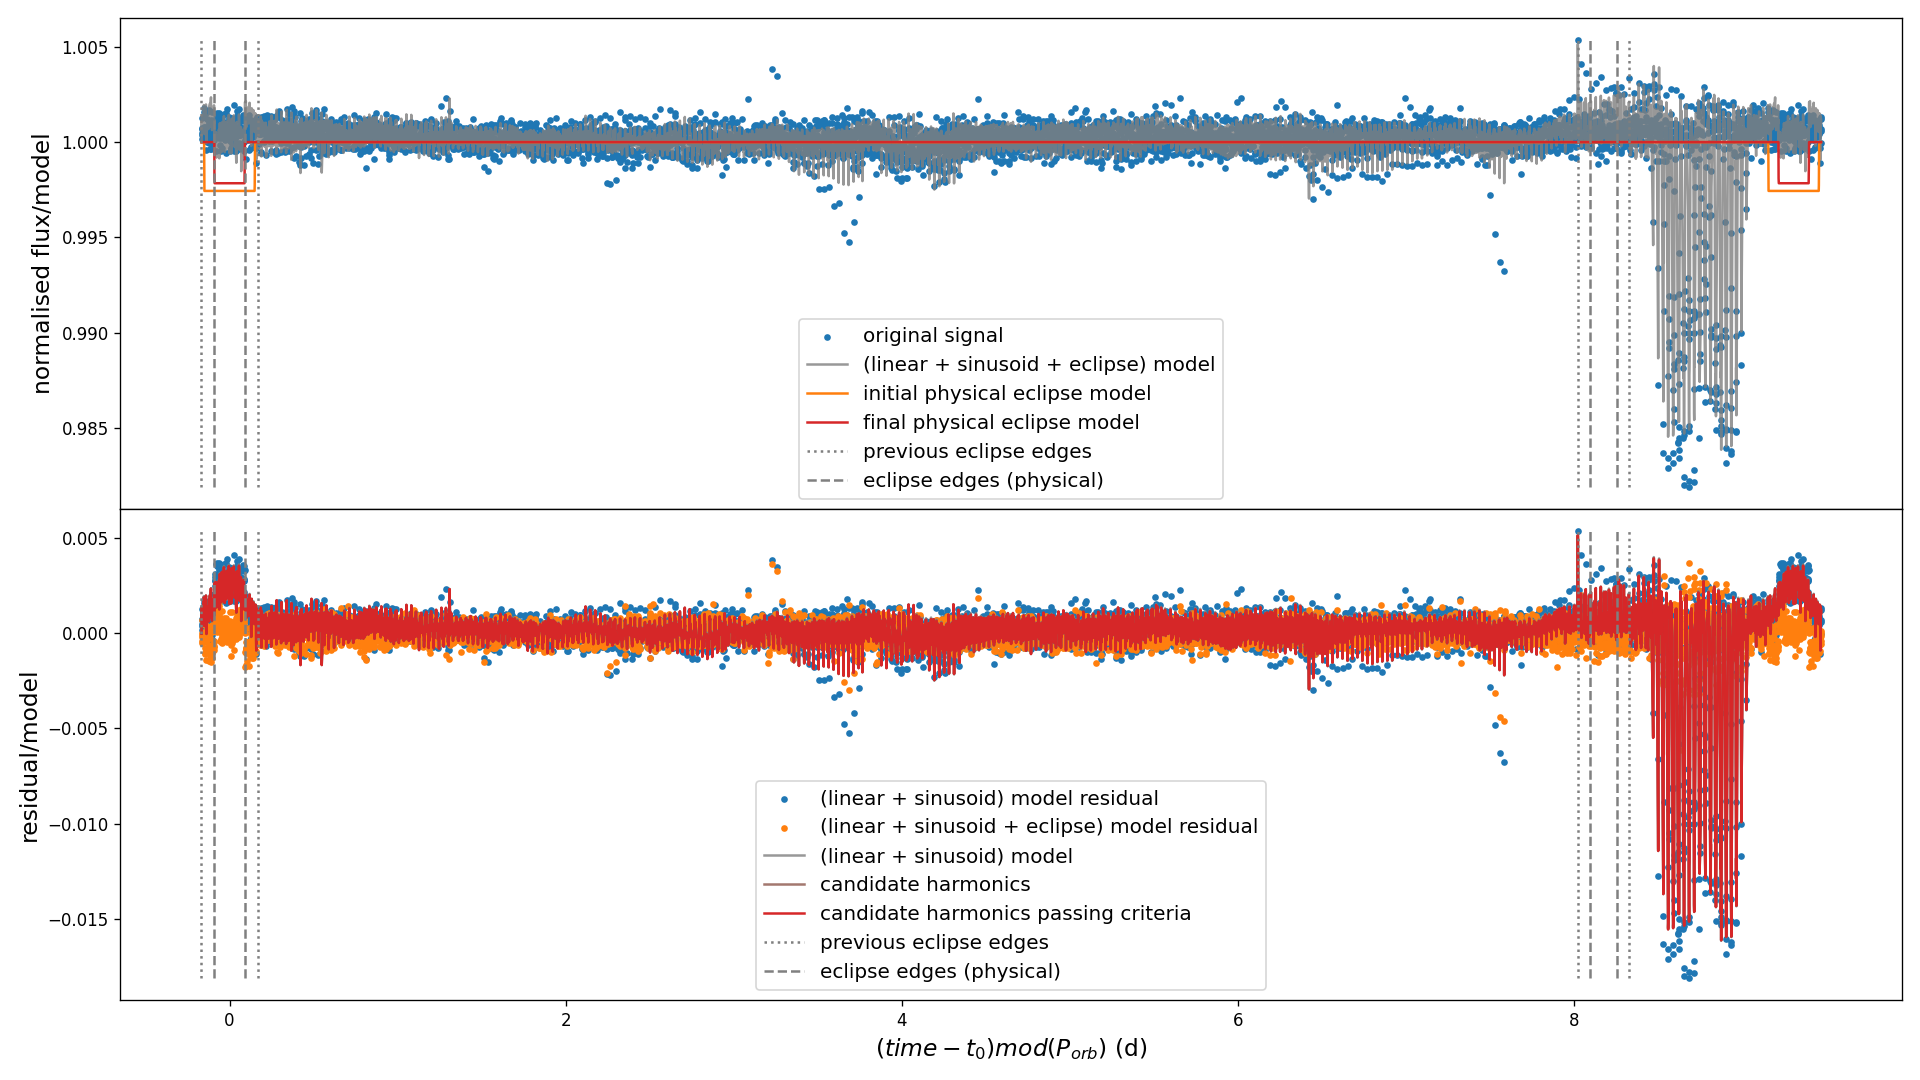 normalised flux/model
1.005
1.000
0.995
0.990
0.985
original signal
(linear + sinusoid + eclipse) model
initial physical eclipse model
final physical eclipse model
previous eclipse edges
eclipse edges (physical)
residual/model
0.005
0.000
−0.005
−0.010
−0.015
(linear + sinusoid) model residual
(linear + sinusoid + eclipse) model residual
(linear + sinusoid) model
candidate harmonics
candidate harmonics passing criteria
previous eclipse edges
eclipse edges (physical)
0 2 4 6 8
(time − t₀)mod(P_orb) (d)